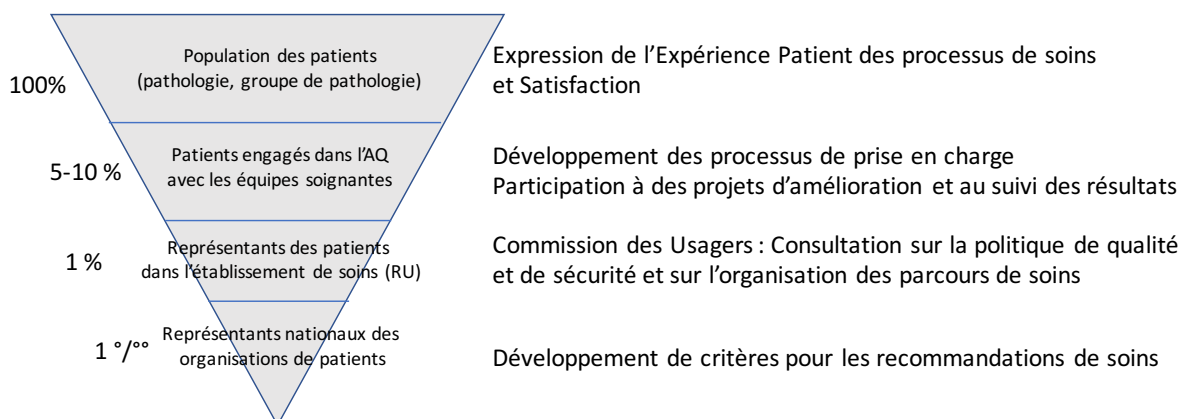 Population des patients
(pathologie, groupe de pathologie)
100%
Expression de l’Expérience Patient des processus de soins
et Satisfaction
Patients engagés dans l’AQ
avec les équipes soignantes
5-10 %
Développement des processus de prise en charge
Participation à des projets d’amélioration et au suivi des résultats
Représentants des patients
dans l’établissement de soins (RU)
1 %
Commission des Usagers : Consultation sur la politique de qualité
et de sécurité et sur l’organisation des parcours de soins
Représentants nationaux des
organisations de patients
1 °/°°
Développement de critères pour les recommandations de soins